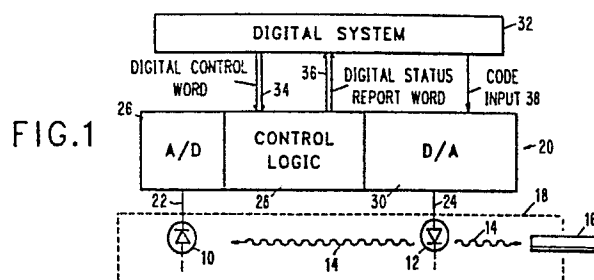 DIGITAL SYSTEM
32
DIGITAL CONTROL
WORD
34
36
DIGITAL STATUS
REPORT WORD
CODE
INPUT 38
FIG.1
26
A/D
CONTROL
LOGIC
D/A
20
22
28
30
24
18
16
10
14
12
14